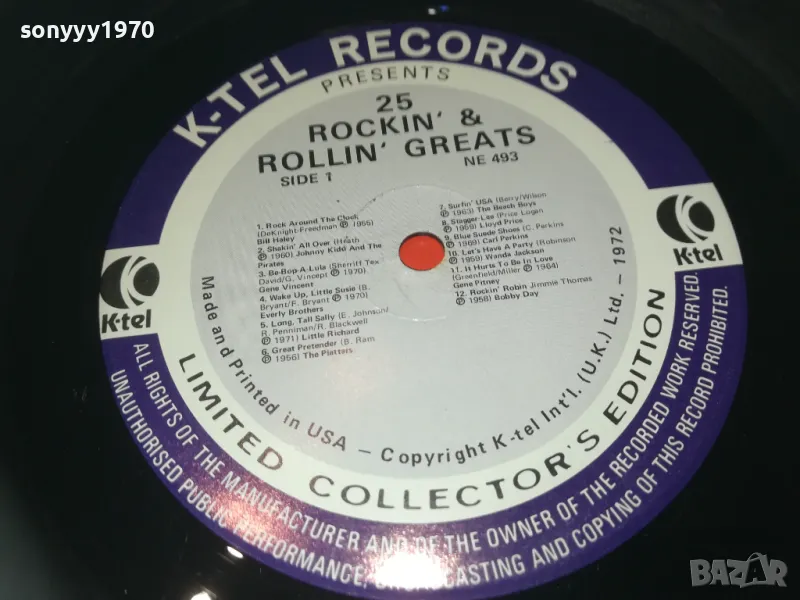 sonyyy1970
K-TEL RECORDS
PRESENTS
25
ROCKIN' &
ROLLIN' GREATS
SIDE 1
NE 493
1. Rock Around The Clock
(DeKnight-Freedman ℗ 1955)
Bill Haley
2. Shakin' All Over (Heath
℗ 1960) Johnny Kidd And The
Pirates
3. Be-Bop-A-Lula (Sherriff Tex
David/G. Vincent ℗ 1970)
Gene Vincent
4. Wake Up, Little Susie (B.
Bryant/F. Bryant ℗ 1970)
Everly Brothers
5. Long, Tall Sally (E. Johnson/
R. Penniman/R. Blackwell
℗ 1971) Little Richard
6. Great Pretender (B. Ram
℗ 1956) The Platters
7. Surfin' USA (Berry/Wilson
℗ 1963) The Beach Boys
8. Stagger-Lee (Price Logan
℗ 1959) Lloyd Price
9. Blue Suede Shoes (C. Perkins
℗ 1969) Carl Perkins
10. Let's Have A Party (Robinson
℗ 1959) Wanda Jackson
11. It Hurts To Be In Love
(Greenfield/Miller ℗ 1964)
Gene Pitney
12. Rockin' Robin Jimmie Thomas
℗ 1958) Bobby Day
K-tel
K-tel
Made and Printed in USA – Copyright K-tel Int'l. (U.K.) Ltd. – 1972
LIMITED COLLECTOR'S EDITION
ALL RIGHTS OF THE MANUFACTURER AND OF THE OWNER OF THE RECORDED WORK RESERVED.
UNAUTHORISED PUBLIC PERFORMANCE, AND COPYING OF THIS RECORD PROHIBITED.
BAZAR